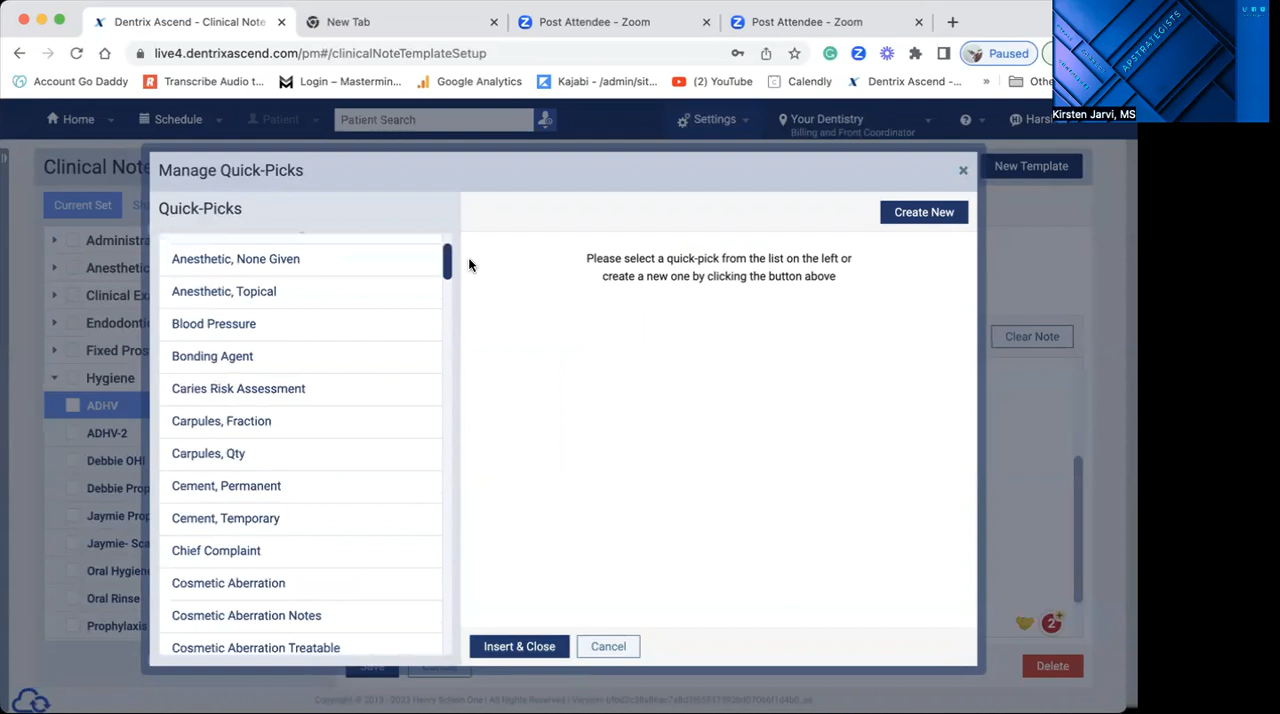 Dentrix Ascend - Clinical Note
New Tab
Post Attendee - Zoom
Post Attendee - Zoom
live4.dentrixascend.com/pm#/clinicalNoteTemplateSetup
Paused
Account Go Daddy
Transcribe Audio t...
Login – Mastermin...
Google Analytics
Kajabi - /admin/sit...
(2) YouTube
Calendly
Dentrix Ascend -...
»
APSTRATEGISTS
Kirsten Jarvi, MS
Home
Schedule
Patient
Patient Search
Settings
Your Dentistry
Billing and Front Coordinator
Clinical Note
New Template
Current Set
Manage Quick-Picks
×
Quick-Picks
Create New
Please select a quick-pick from the list on the left or
create a new one by clicking the button above
Anesthetic, None Given
Anesthetic, Topical
Blood Pressure
Bonding Agent
Caries Risk Assessment
Carpules, Fraction
Carpules, Qty
Cement, Permanent
Cement, Temporary
Chief Complaint
Cosmetic Aberration
Cosmetic Aberration Notes
Cosmetic Aberration Treatable
Insert & Close
Cancel
Administra
Anesthetic
Clinical Exa
Endodonti
Fixed Pros
Hygiene
ADHV
ADHV-2
Debbie OHI
Debbie Prop
Jaymie Prop
Jaymie- Sca
Oral Hygien
Oral Rinse
Prophylaxis
Clear Note
2
Save
Delete